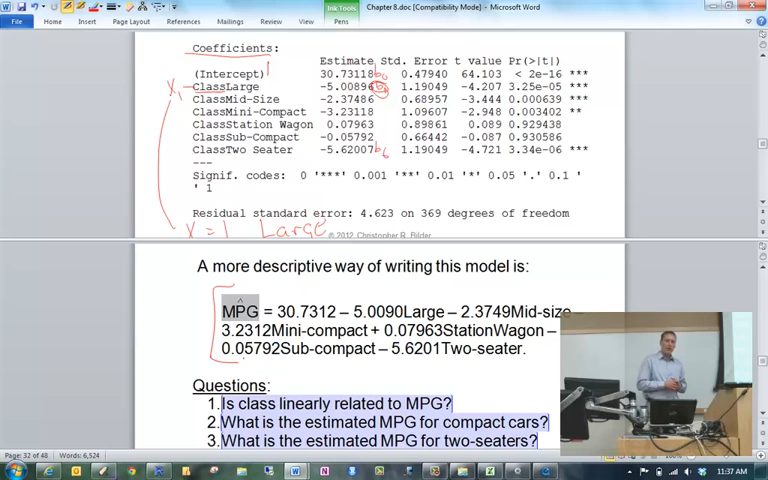 Ink Tools
Chapter 8.doc [Compatibility Mode] - Microsoft Word
File Home Insert Page Layout References Mailings Review View Pens
Coefficients:
Estimate Std. Error t value Pr(>|t|)
(Intercept) 30.73118 b0 0.47940 64.103 < 2e-16 ***
X1 ClassLarge -5.00896 1.19049 -4.207 3.25e-05 ***
ClassMid-Size -2.37486 0.68957 -3.444 0.000639 ***
ClassMini-Compact -3.23118 1.09607 -2.948 0.003402 **
ClassStation Wagon 0.07963 0.89861 0.089 0.929438
ClassSub-Compact -0.05792 0.66442 -0.087 0.930586
ClassTwo Seater -5.62007 b6 1.19049 -4.721 3.34e-06 ***
---
Signif. codes: 0 '***' 0.001 '**' 0.01 '*' 0.05 '.' 0.1 '
' 1
Residual standard error: 4.623 on 369 degrees of freedom
X = 1 Large
© 2012, Christopher R. Bilder
A more descriptive way of writing this model is:
MPG = 30.7312 – 5.0090Large – 2.3749Mid-size –
3.2312Mini-compact + 0.07963StationWagon –
0.05792Sub-compact – 5.6201Two-seater.
Questions:
1. Is class linearly related to MPG?
2. What is the estimated MPG for compact cars?
3. What is the estimated MPG for two-seaters?
Page: 32 of 48 Words: 6,524
11:37 AM